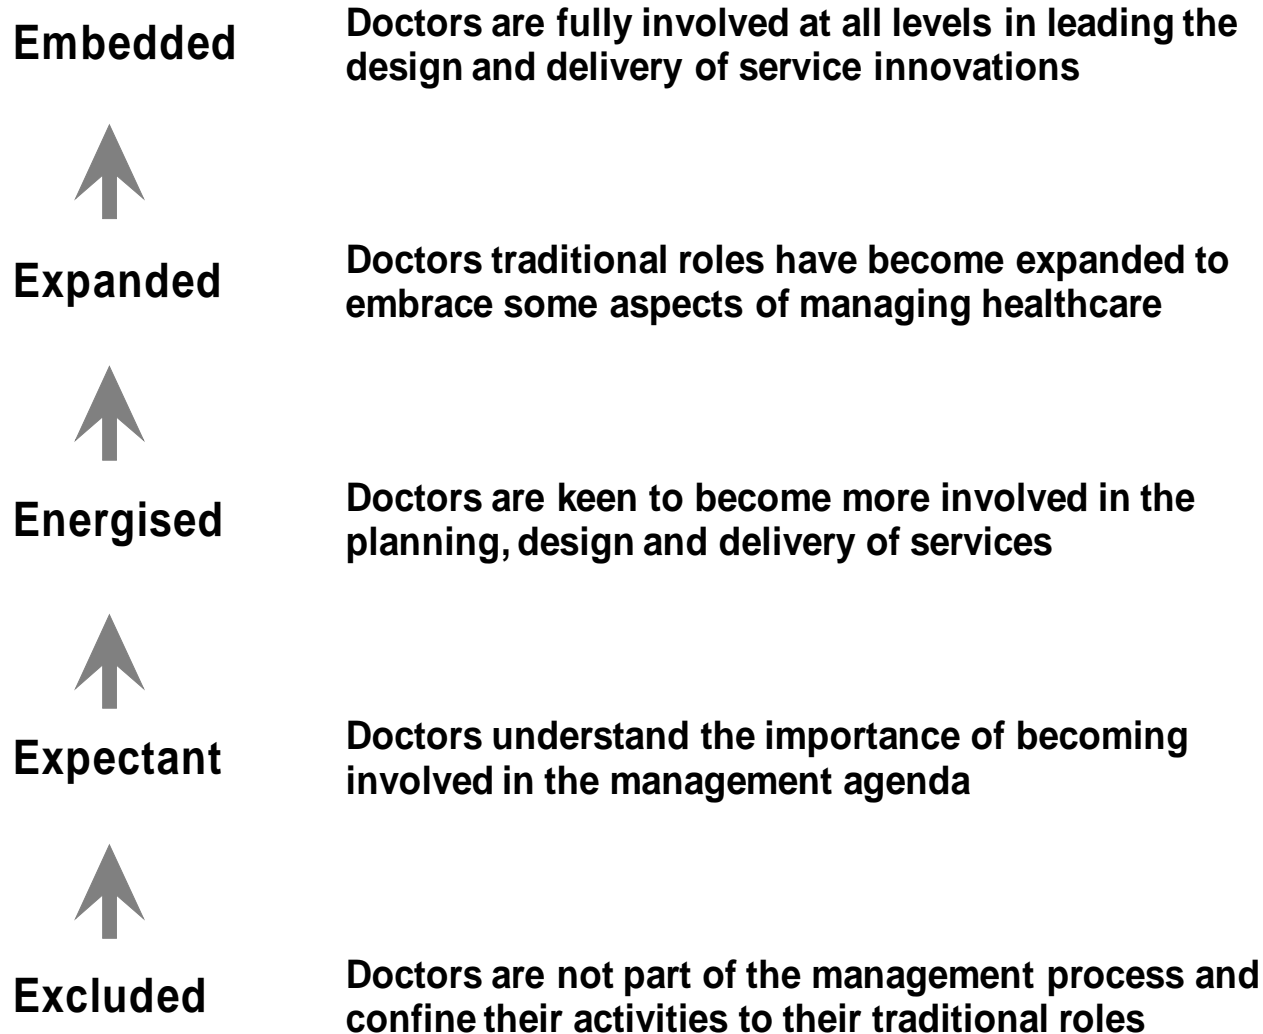 Embedded
Doctors are fully involved at all levels in leading the
design and delivery of service innovations
Expanded
Doctors traditional roles have become expanded to
embrace some aspects of managing healthcare
Energised
Doctors are keen to become more involved in the
planning, design and delivery of services
Expectant
Doctors understand the importance of becoming
involved in the management agenda
Excluded
Doctors are not part of the management process and
confine their activities to their traditional roles